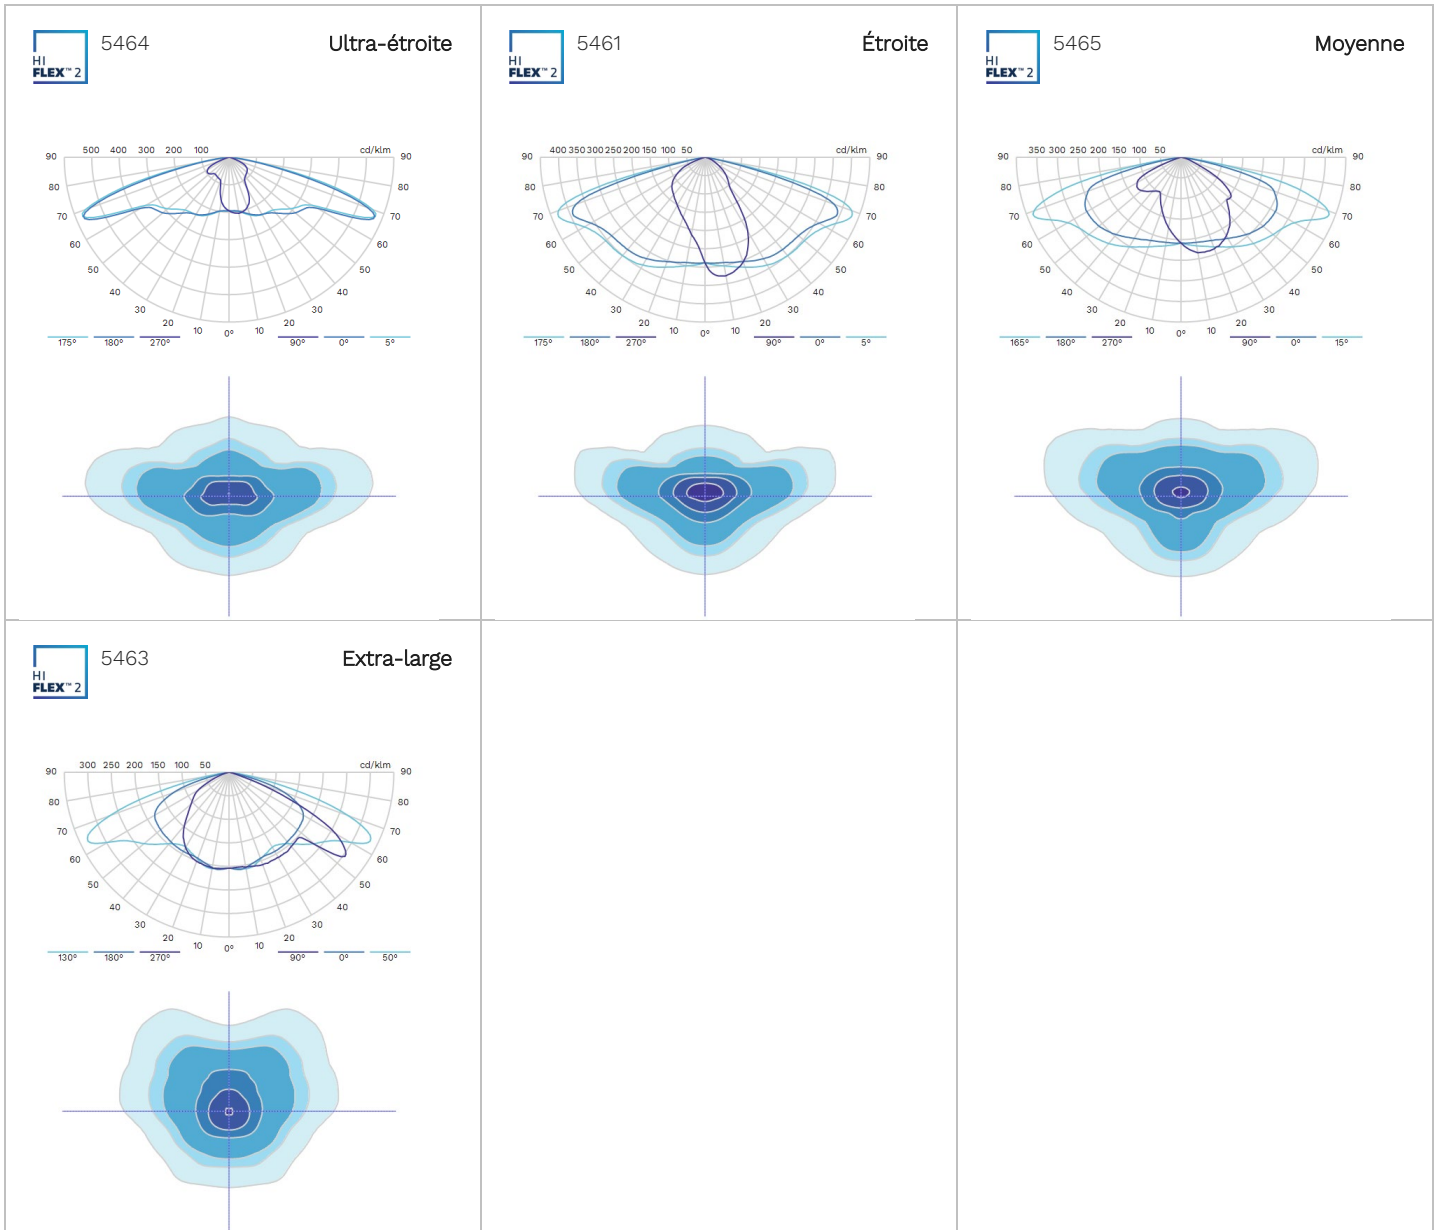 5464 Ultra-étroite
HI
FLEX™ 2
500 400 300 200 100 cd/klm
90 90
80 80
70 70
60 60
50 50
40 40
30 30
20 20
10 0° 10
175° 180° 270° 90° 0° 5°
5461 Étroite
HI
FLEX™ 2
400 350 300 250 200 150 100 50 cd/klm
90 90
80 80
70 70
60 60
50 50
40 40
30 30
20 20
10 0° 10
175° 180° 270° 90° 0° 5°
5465 Moyenne
HI
FLEX™ 2
350 300 250 200 150 100 50 cd/klm
90 90
80 80
70 70
60 60
50 50
40 40
30 30
20 20
10 0° 10
165° 180° 270° 90° 0° 15°
5463 Extra-large
HI
FLEX™ 2
300 250 200 150 100 50 cd/klm
90 90
80 80
70 70
60 60
50 50
40 40
30 30
20 20
10 0° 10
130° 180° 270° 90° 0° 50°